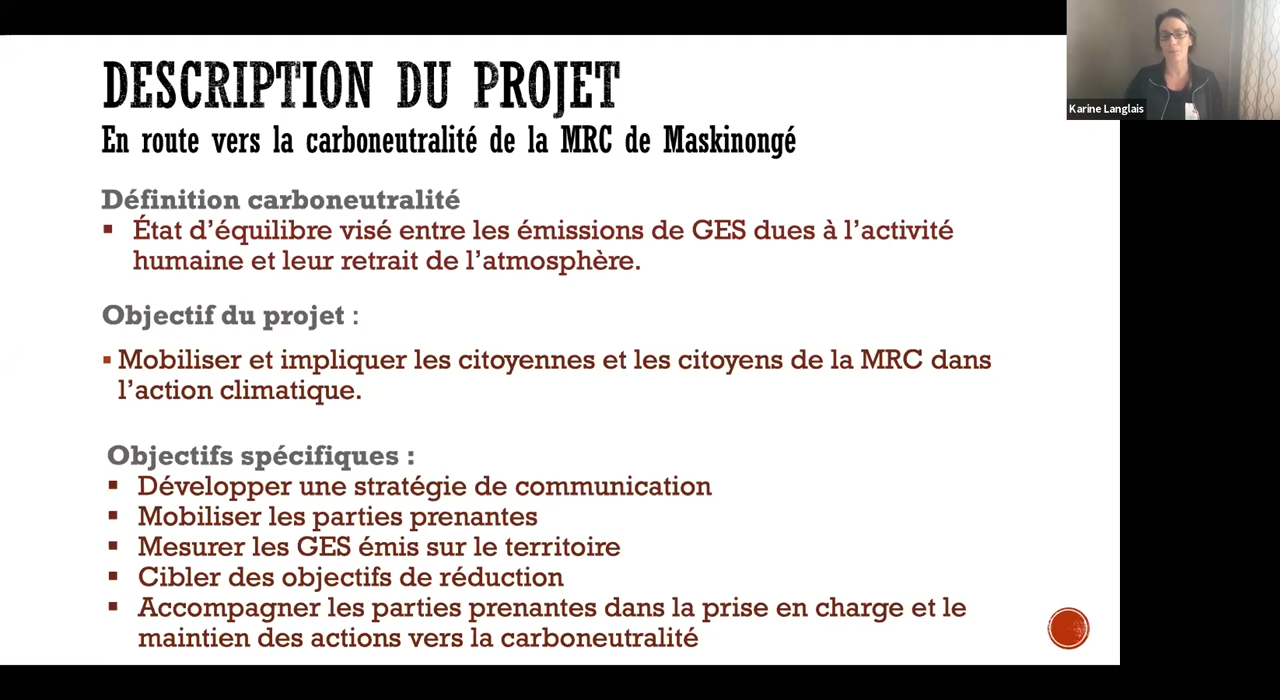 DESCRIPTION DU PROJET
En route vers la carboneutralité de la MRC de Maskinongé
Karine Langlais
Définition carboneutralité
▪ État d’équilibre visé entre les émissions de GES dues à l’activité
humaine et leur retrait de l’atmosphère.
Objectif du projet :
▪ Mobiliser et impliquer les citoyennes et les citoyens de la MRC dans
l’action climatique.
Objectifs spécifiques :
▪ Développer une stratégie de communication
▪ Mobiliser les parties prenantes
▪ Mesurer les GES émis sur le territoire
▪ Cibler des objectifs de réduction
▪ Accompagner les parties prenantes dans la prise en charge et le
maintien des actions vers la carboneutralité